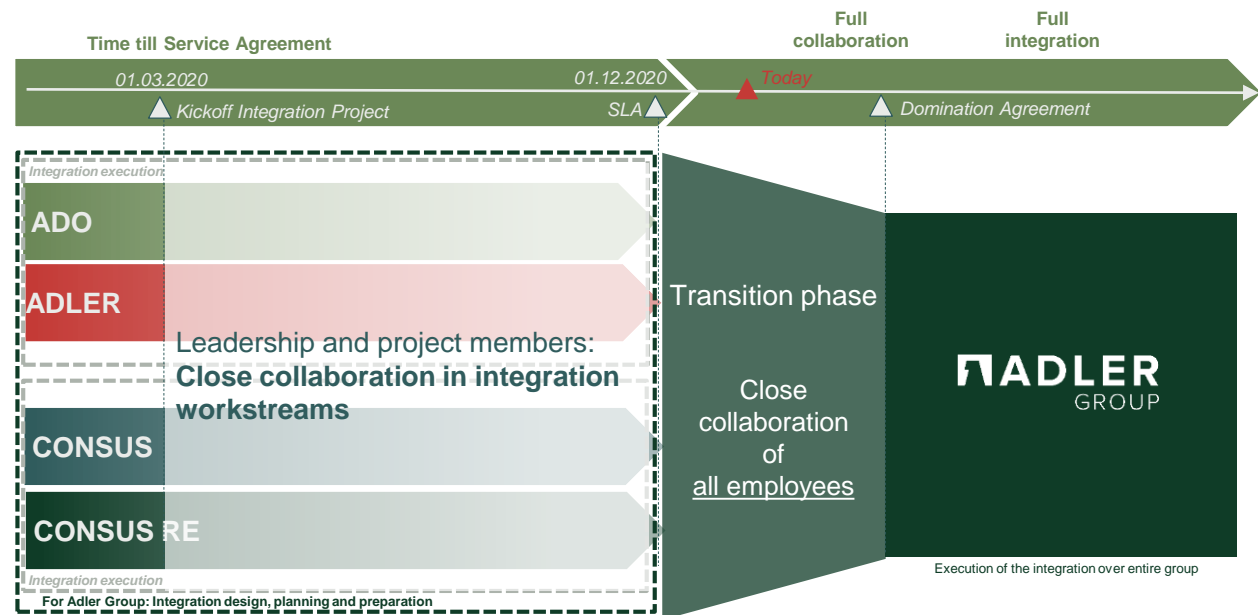 Full
collaboration
Full
integration
Time till Service Agreement
01.03.2020
01.12.2020
Today
Kickoff Integration Project
SLA
Domination Agreement
Integration execution
ADO
ADLER
Leadership and project members:
Close collaboration in integration
workstreams
CONSUS
CONSUS RE
Integration execution
For Adler Group: Integration design, planning and preparation
Transition phase
Close
collaboration
of
all employees
ADLER
GROUP
Execution of the integration over entire group